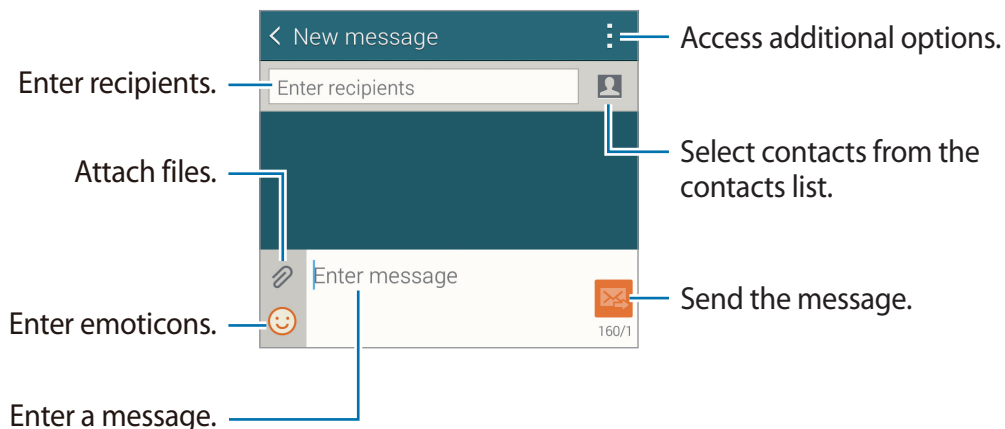 New message
Access additional options.
Enter recipients.
Enter recipients
Select contacts from the
contacts list.
Attach files.
Enter message
Send the message.
Enter emoticons.
160/1
Enter a message.